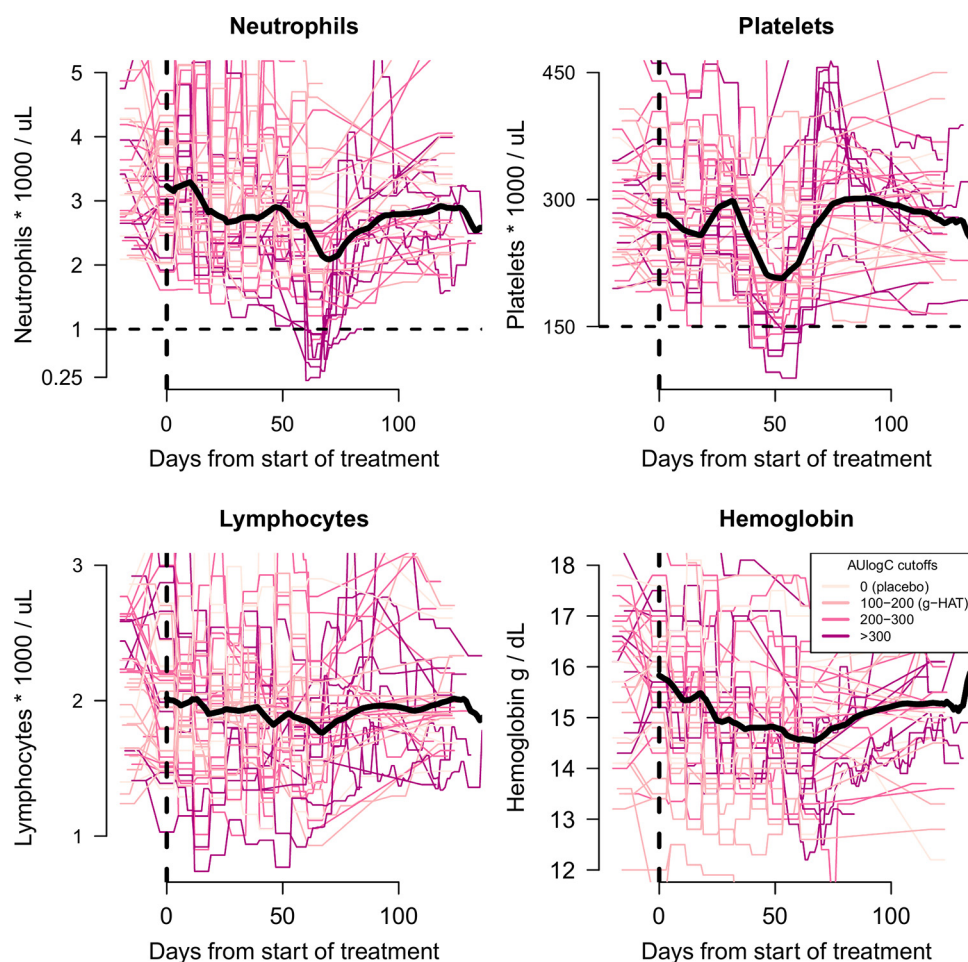 Neutrophils
Neutrophils * 1000 / uL
5
4
3
2
1
0.25
0
50
100
Days from start of treatment
Platelets
Platelets * 1000 / uL
450
300
150
0
50
100
Days from start of treatment
Lymphocytes
Lymphocytes * 1000 / uL
3
2
1
0
50
100
Days from start of treatment
Hemoglobin
Hemoglobin g / dL
18
17
16
15
14
13
12
AUlogC cutoffs
0 (placebo)
100−200 (g−HAT)
200−300
>300
0
50
100
Days from start of treatment